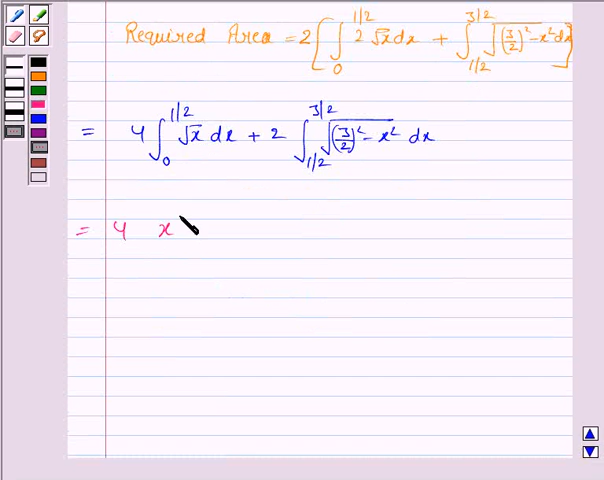 Required Area = 2[∫₀^{1/2} 2√x dx + ∫_{1/2}^{3/2} √((3/2)² − x²) dx]
= 4 ∫₀^{1/2} √x dx + 2 ∫_{1/2}^{3/2} √((3/2)² − x²) dx
= 4 x